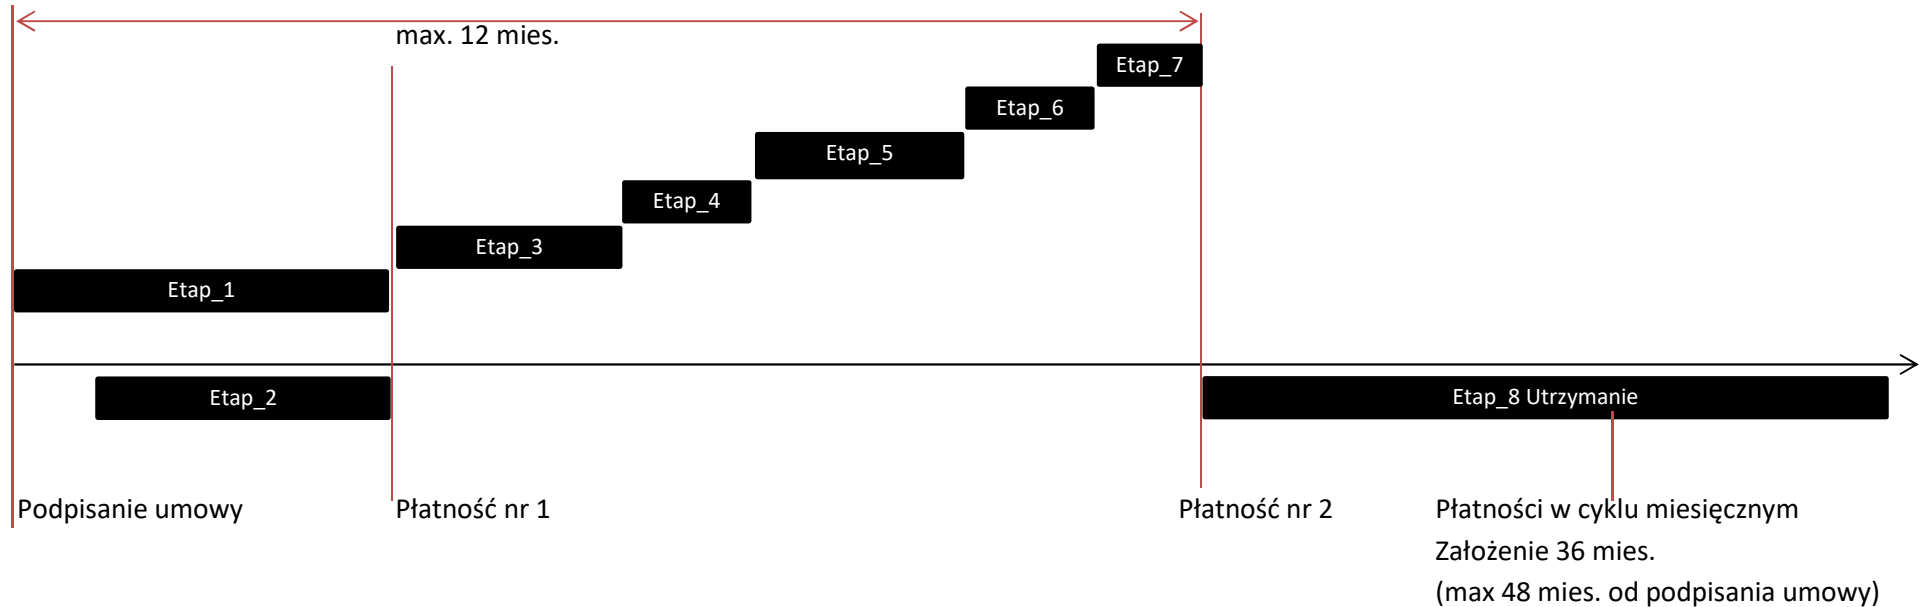 max. 12 mies.
Etap_7
Etap_6
Etap_5
Etap_4
Etap_3
Etap_1
Etap_2
Etap_8 Utrzymanie
Podpisanie umowy
Płatność nr 1
Płatność nr 2
Płatności w cyklu miesięcznym
Założenie 36 mies.
(max 48 mies. od podpisania umowy)